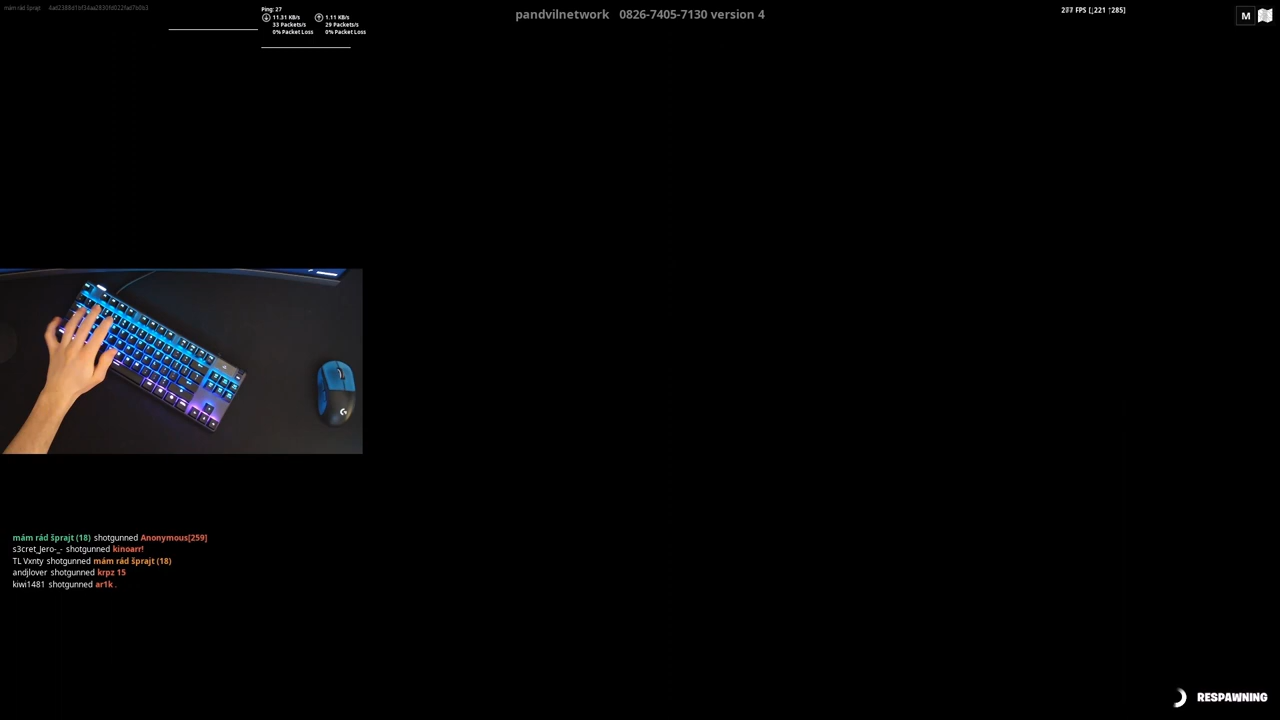 mám rád šprajt
Ping: 27
11.31 KB/s 1.11 KB/s
33 Packets/s 29 Packets/s
0% Packet Loss 0% Packet Loss
pandvilnetwork 0826-7405-7130 version 4
M
mám rád šprajt (18) shotgunned Anonymous[259]
s3cret_Jero-_- shotgunned kinoarr!
TL Vxnty shotgunned mám rád šprajt (18)
andjlover shotgunned krpz 15
kiwi1481 shotgunned ar1k .
RESPAWNING